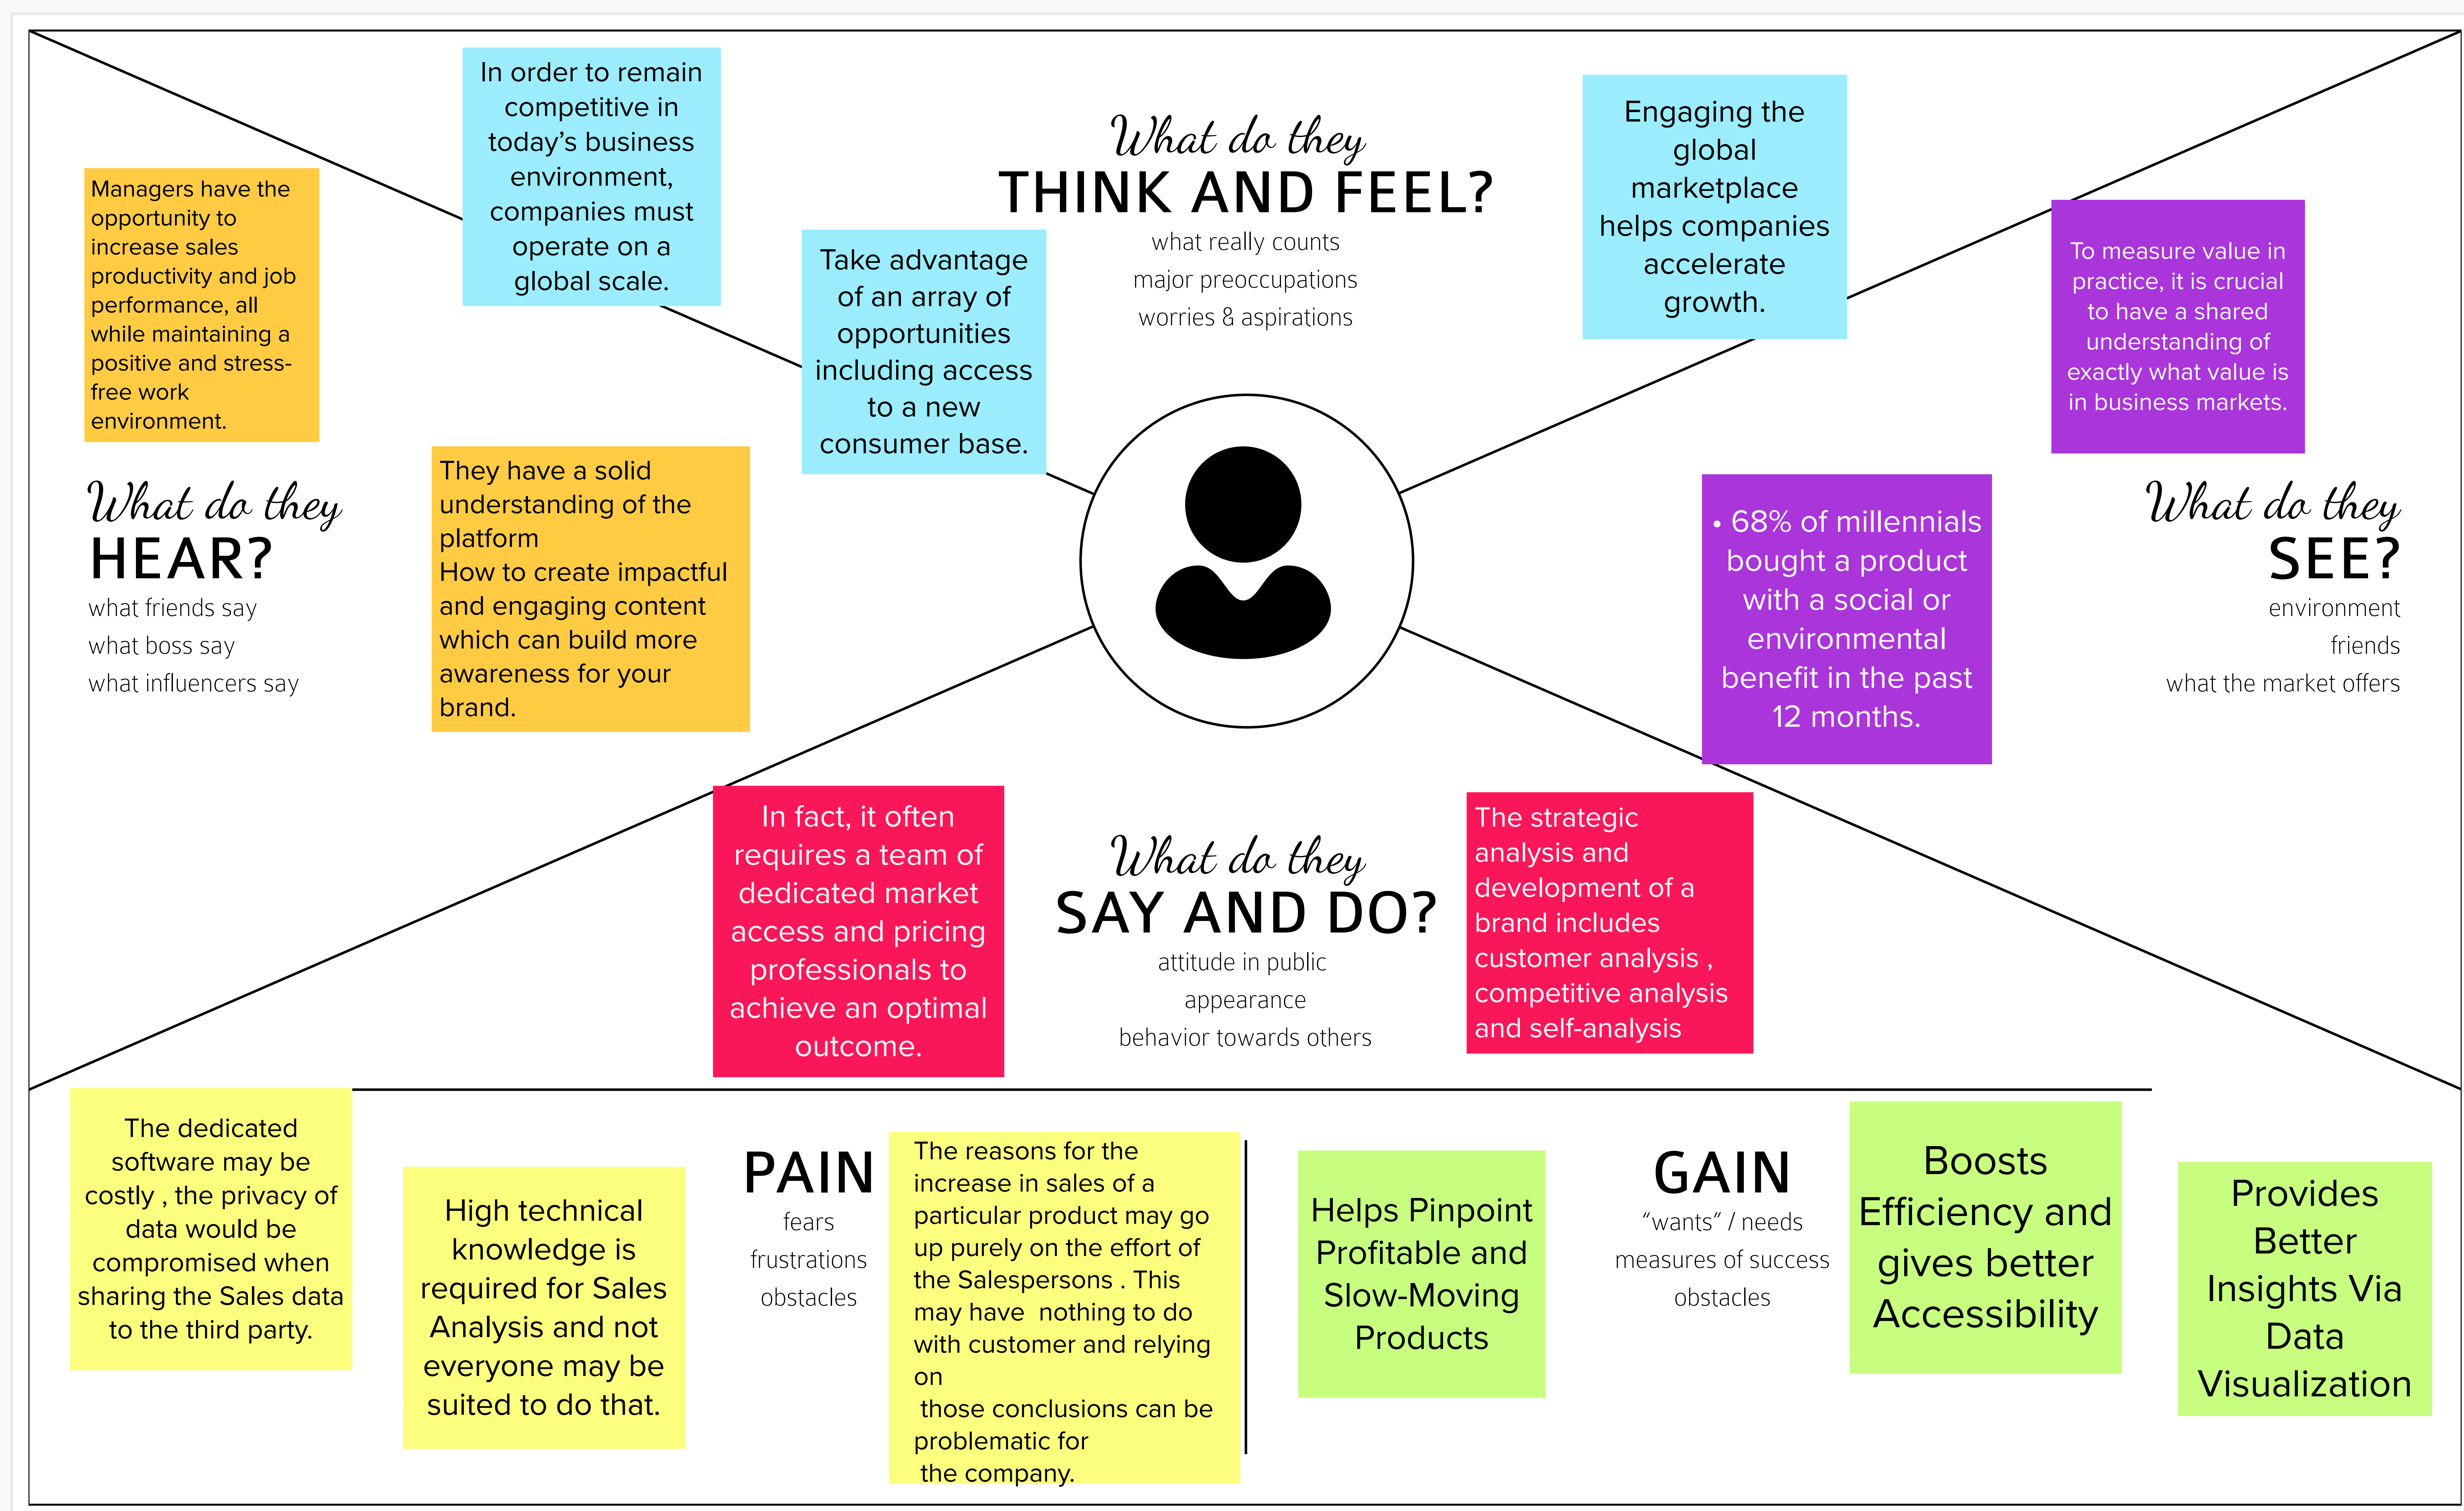 In order to remain
competitive in
today's business
environment,
companies must
operate on a
global scale.
Take advantage
of an array of
opportunities
including access
to a new
consumer base.
What do they
THINK AND FEEL?
what really counts
major preoccupations
worries & aspirations
Engaging the
global
marketplace
helps companies
accelerate
growth.
Managers have the
opportunity to
increase sales
productivity and job
performance, all
while maintaining a
positive and stress-
free work
environment.
What do they
HEAR?
what friends say
what boss say
what influencers say
They have a solid
understanding of the
platform
How to create impactful
and engaging content
which can build more
awareness for your
brand.
To measure value in
practice, it is crucial
to have a shared
understanding of
exactly what value is
in business markets.
• 68% of millennials
bought a product
with a social or
environmental
benefit in the past
12 months.
What do they
SEE?
environment
friends
what the market offers
In fact, it often
requires a team of
dedicated market
access and pricing
professionals to
achieve an optimal
outcome.
What do they
SAY AND DO?
attitude in public
appearance
behavior towards others
The strategic
analysis and
development of a
brand includes
customer analysis ,
competitive analysis
and self-analysis
The dedicated
software may be
costly , the privacy of
data would be
compromised when
sharing the Sales data
to the third party.
High technical
knowledge is
required for Sales
Analysis and not
everyone may be
suited to do that.
PAIN
fears
frustrations
obstacles
The reasons for the
increase in sales of a
particular product may go
up purely on the effort of
the Salespersons . This
may have  nothing to do
with customer and relying
on
those conclusions can be
problematic for
the company.
Helps Pinpoint
Profitable and
Slow-Moving
Products
GAIN
“wants” / needs
measures of success
obstacles
Boosts
Efficiency and
gives better
Accessibility
Provides
Better
Insights Via
Data
Visualization